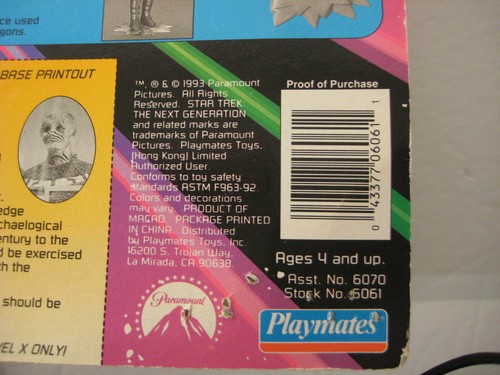 ce used
gons.
BASE PRINTOUT
edge
chaelogical
entury to the
d be exercised
th the
should be
EL X ONLY!
™, ® & © 1993 Paramount
Pictures. All Rights
Reserved. STAR TREK:
THE NEXT GENERATION
and related marks are
trademarks of Paramount
Pictures. Playmates Toys,
(Hong Kong) Limited
Authorized User.
Conforms to toy safety
standards ASTM F963-92.
Colors and decorations
may vary. PRODUCT OF
MACAO. PACKAGE PRINTED
IN CHINA. Distributed
by Playmates Toys, Inc.
16200 S. Trojan Way,
La Mirada, CA 90638.
Paramount
Proof of Purchase
0 43377 06061 1
Ages 4 and up.
Asst. No. 6070
Stock No. 6061
Playmates